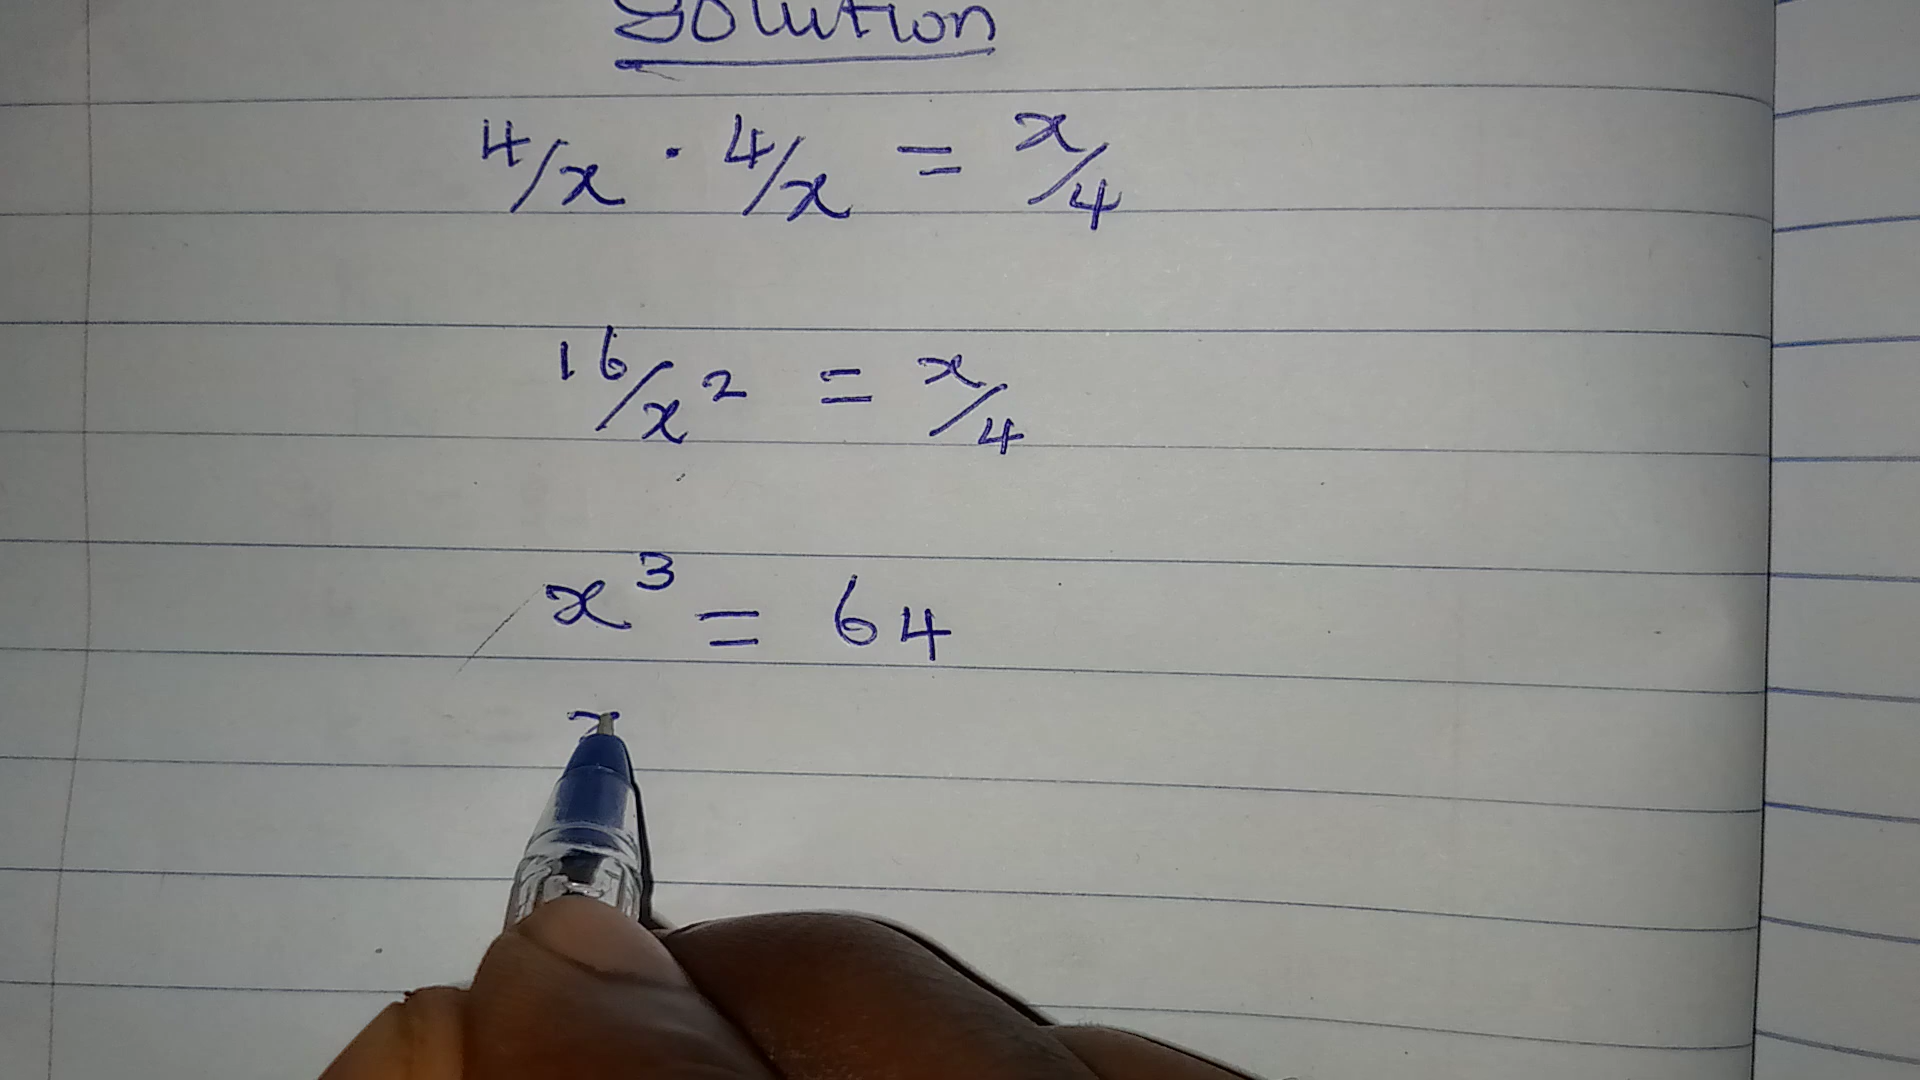 Solution
4/x · 4/x = x/4
16/x² = x/4
x³ = 64
x